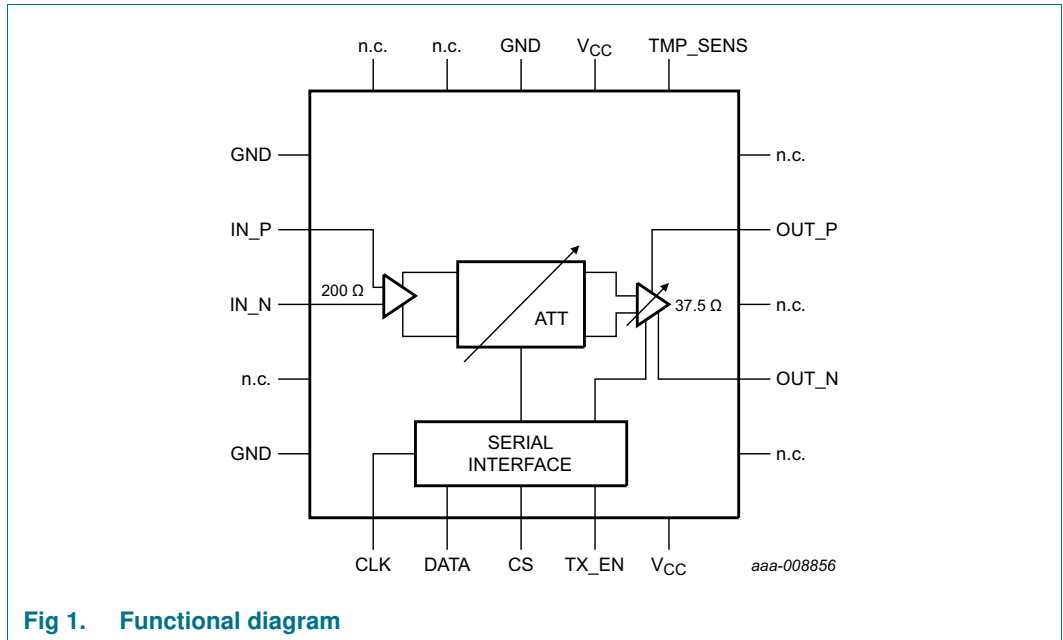 n.c. n.c. GND VCC TMP_SENS
GND n.c.
IN_P OUT_P
200 Ω ATT 37.5 Ω
IN_N n.c.
n.c. OUT_N
SERIAL
INTERFACE
GND n.c.
CLK DATA CS TX_EN VCC aaa-008856
Fig 1. Functional diagram